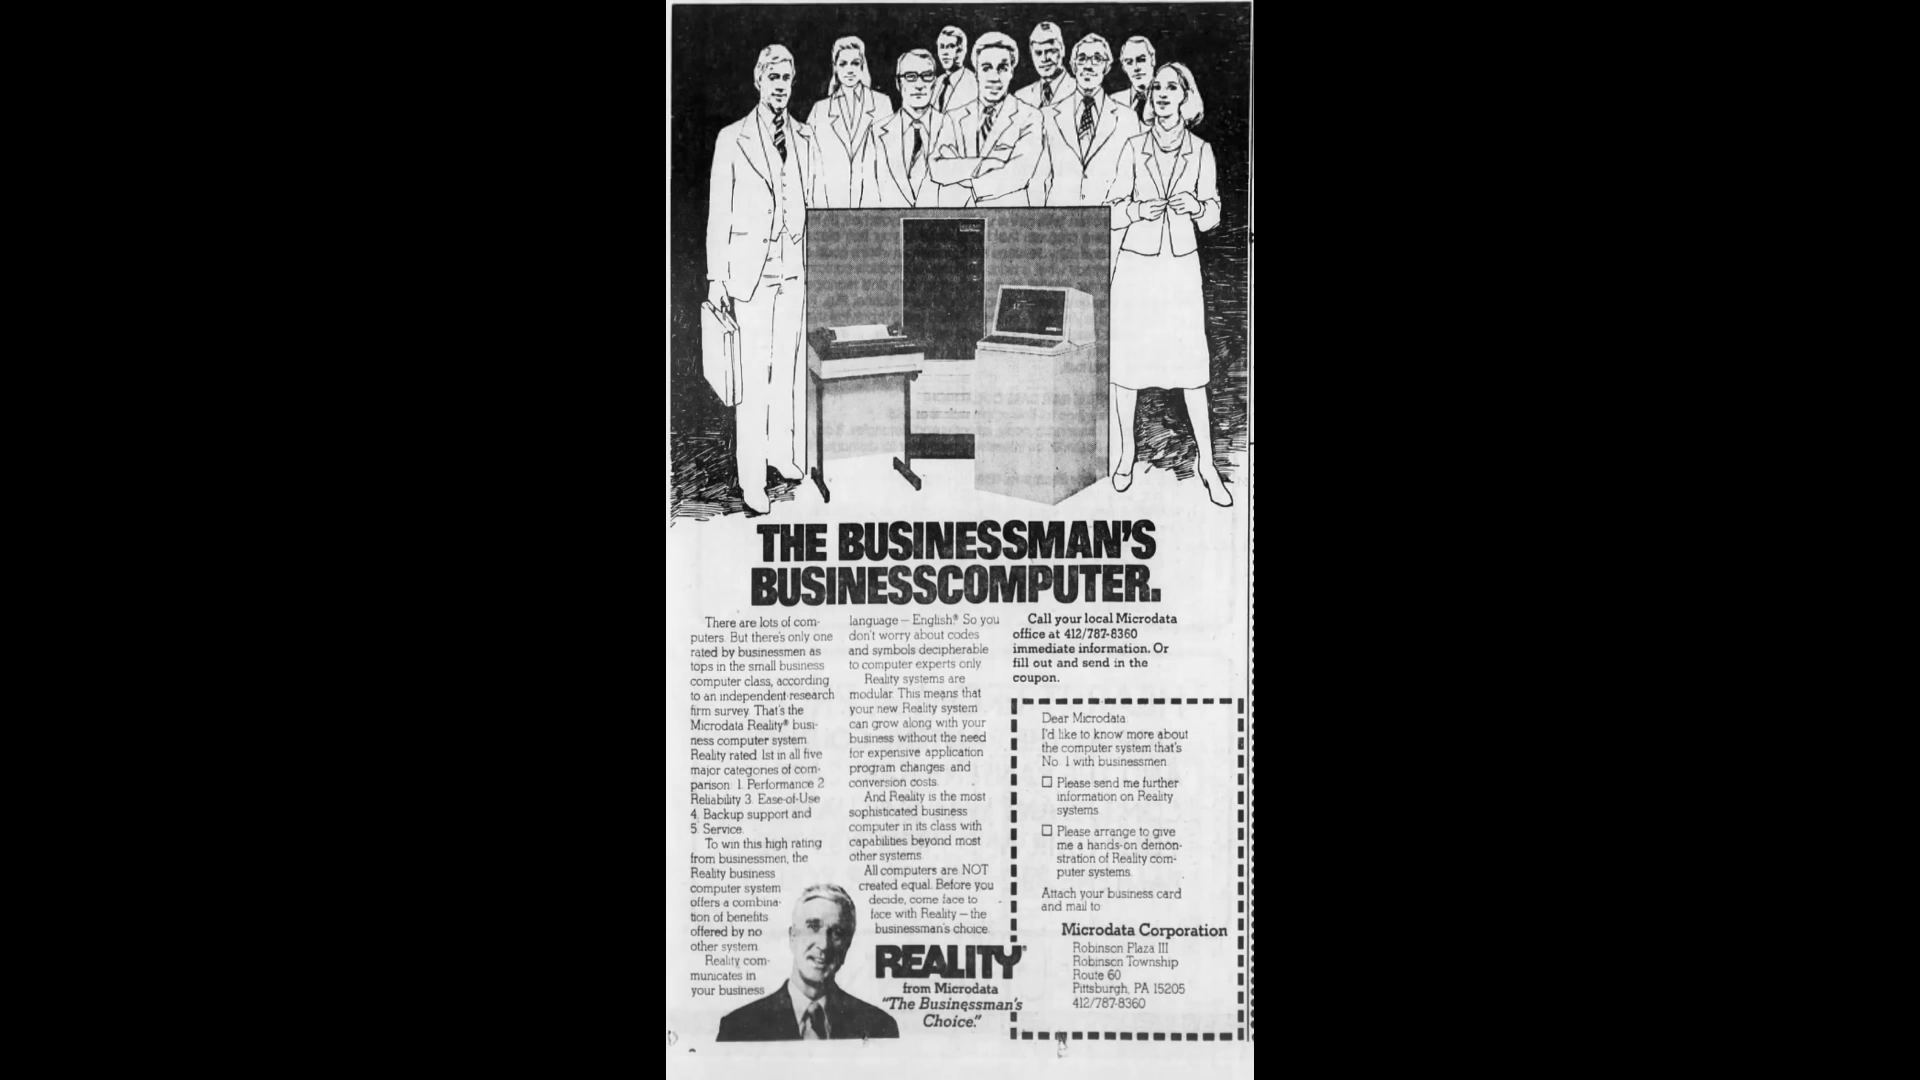 THE BUSINESSMAN'S
BUSINESSCOMPUTER.
There are lots of com-
puters. But there's only one
rated by businessmen as
tops in the small business
computer class, according
to an independent research
firm survey. That's the
Microdata Reality® busi-
ness computer system.
Reality rated 1st in all five
major categories of com-
parison: 1. Performance 2.
Reliability 3. Ease-of-Use
4. Backup support and
5. Service.
To win this high rating
from businessmen, the
Reality business
computer system
offers a combina-
tion of benefits
offered by no
other system.
Reality com-
municates in
your business
language — English.® So you
don't worry about codes
and symbols decipherable
to computer experts only.
Reality systems are
modular. This means that
your new Reality system
can grow along with your
business without the need
for expensive application
program changes and
conversion costs.
And Reality is the most
sophisticated business
computer in its class with
capabilities beyond most
other systems.
All computers are NOT
created equal. Before you
decide, come face to
face with Reality — the
businessman's choice.
REALITY®
from Microdata
"The Businessman's
Choice."
Call your local Microdata
office at 412/787-8360
immediate information. Or
fill out and send in the
coupon.
Dear Microdata:
I'd like to know more about
the computer system that's
No. 1 with businessmen.
☐ Please send me further
information on Reality
systems.
☐ Please arrange to give
me a hands-on demon-
stration of Reality com-
puter systems.
Attach your business card
and mail to:
Microdata Corporation
Robinson Plaza III
Robinson Township
Route 60
Pittsburgh, PA 15205
412/787-8360